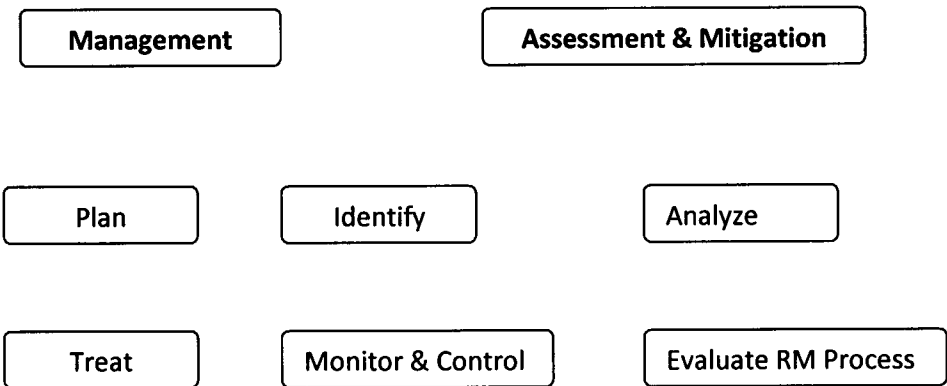 Management
Assessment & Mitigation
Plan
Identify
Analyze
Treat
Monitor & Control
Evaluate RM Process